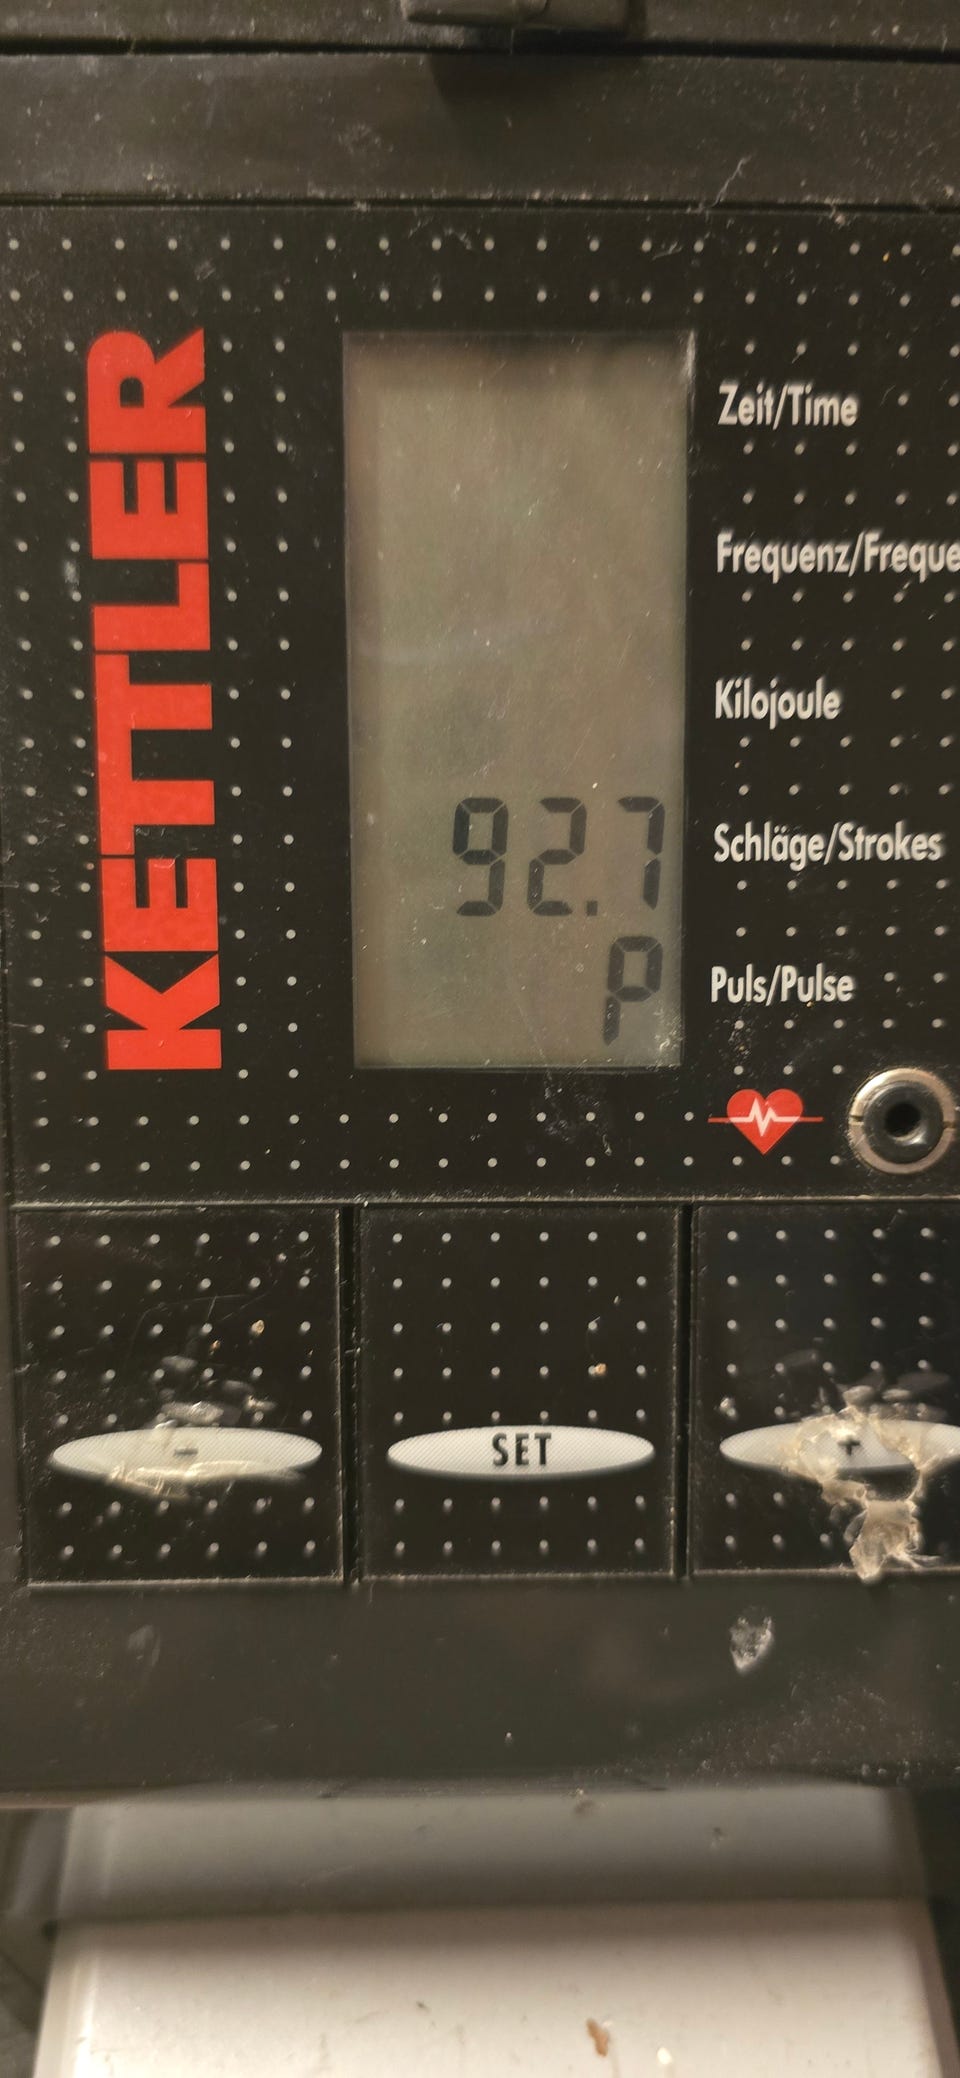 KETTLER
Zeit/Time
Frequenz/Freque
Kilojoule
92.7
Schläge/Strokes
P
Puls/Pulse
-
SET
+